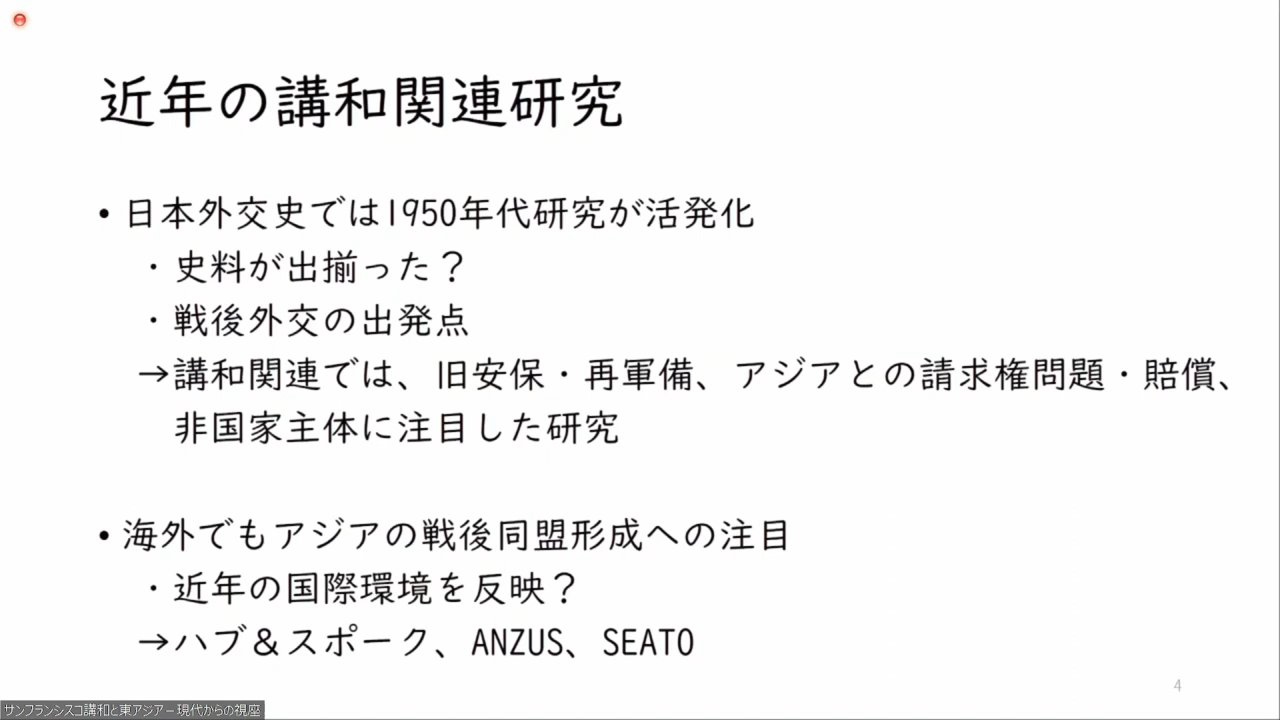 近年の講和関連研究
• 日本外交史では1950年代研究が活発化
・史料が出揃った？
・戦後外交の出発点
→講和関連では、旧安保・再軍備、アジアとの請求権問題・賠償、
非国家主体に注目した研究
• 海外でもアジアの戦後同盟形成への注目
・近年の国際環境を反映？
→ハブ＆スポーク、ANZUS、SEATO
4
サンフランシスコ講和と東アジア－現代からの視座